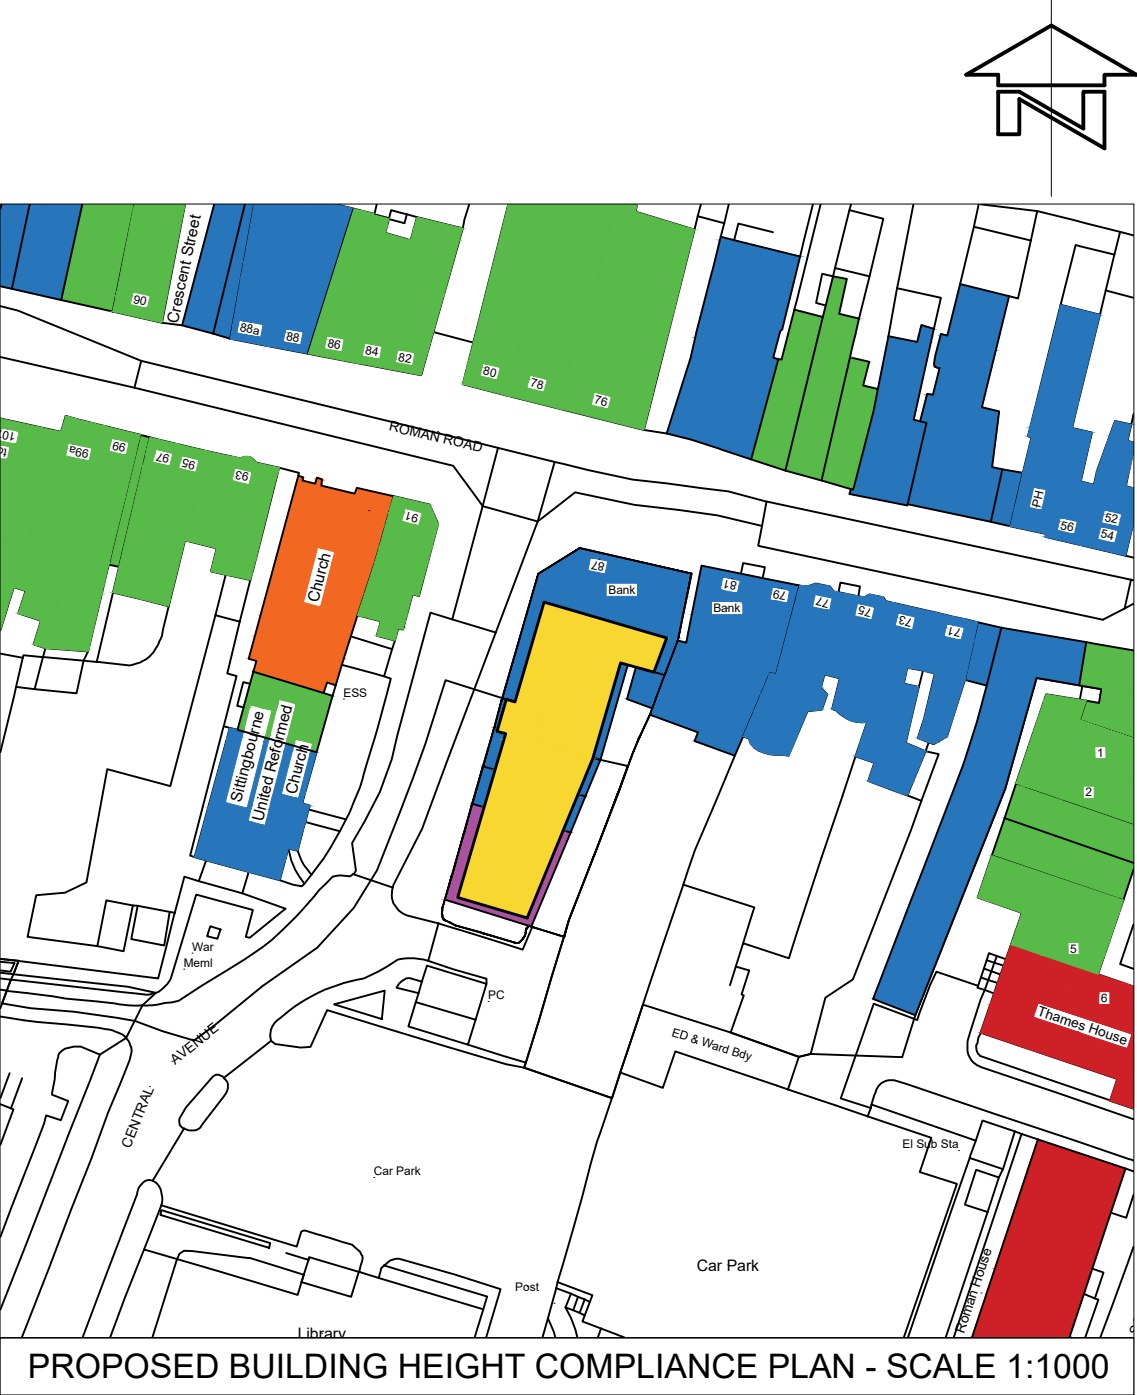 N
Crescent Street
90
88a
88
86
84
82
80
78
76
ROMAN ROAD
99a
99
97
95
93
91
Church
87
Bank
81
Bank
79
77
75
73
71
PH
56
52
54
ESS
Sittingbourne
United Reformed
Church
1
2
5
6
Thames House
War
Meml
PC
ED & Ward Bdy
CENTRAL
AVENUE
Car Park
El Sub Sta
Car Park
Post
Roman House
Library
PROPOSED BUILDING HEIGHT COMPLIANCE PLAN - SCALE 1:1000